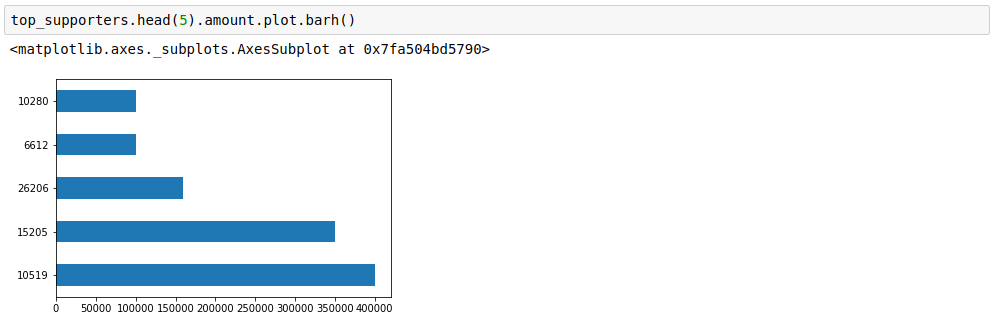 top_supporters.head(5).amount.plot.barh()
<matplotlib.axes._subplots.AxesSubplot at 0x7fa504bd5790>
10280
6612
26206
15205
10519
0 50000 100000 150000 200000 250000 300000 350000 400000